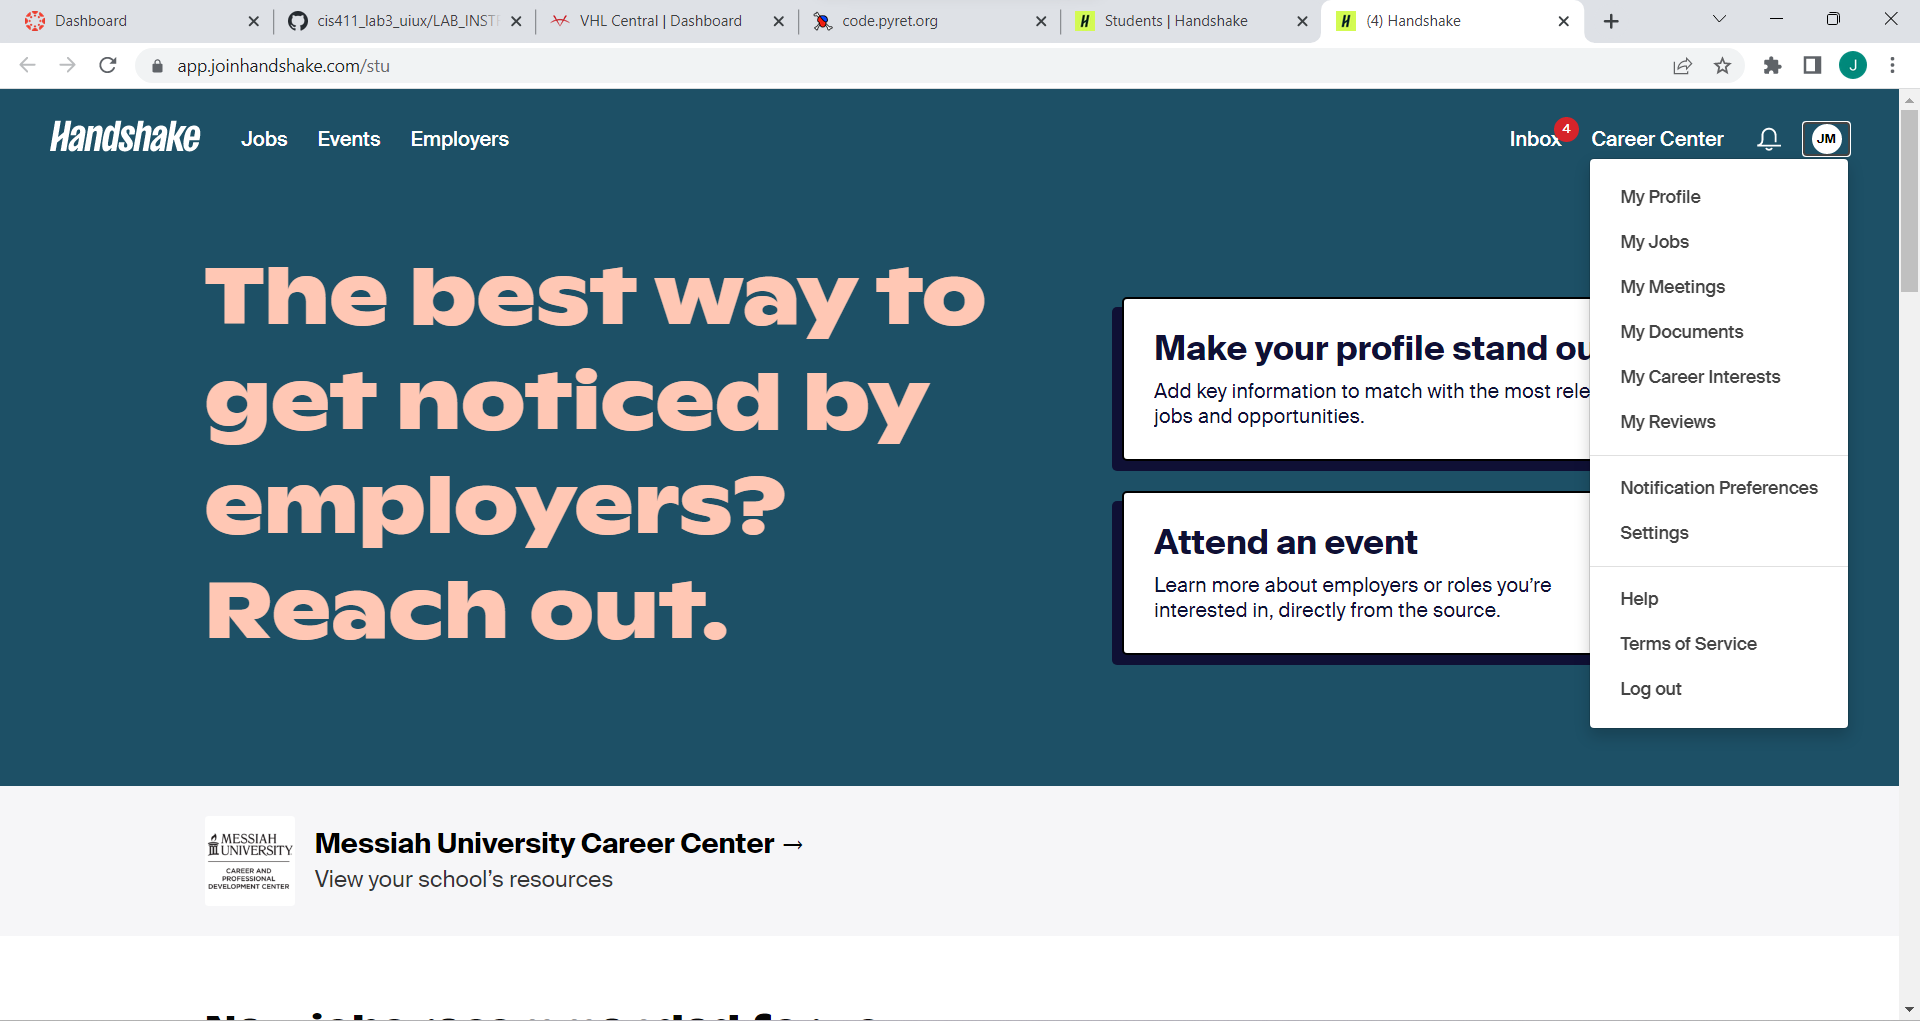 Dashboard
cis411_lab3_uiux/LAB_INST
VHL Central | Dashboard
code.pyret.org
Students | Handshake
(4) Handshake
app.joinhandshake.com/stu
J
Handshake
Jobs
Events
Employers
Inbox
4
Career Center
JM
My Profile
My Jobs
My Meetings
My Documents
My Career Interests
My Reviews
Notification Preferences
Settings
Help
Terms of Service
Log out
The best way to
get noticed by
employers?
Reach out.
Make your profile stand ou
Add key information to match with the most rele
jobs and opportunities.
Attend an event
Learn more about employers or roles you’re
interested in, directly from the source.
MESSIAH
UNIVERSITY
CAREER AND
PROFESSIONAL
DEVELOPMENT CENTER
Messiah University Career Center →
View your school’s resources